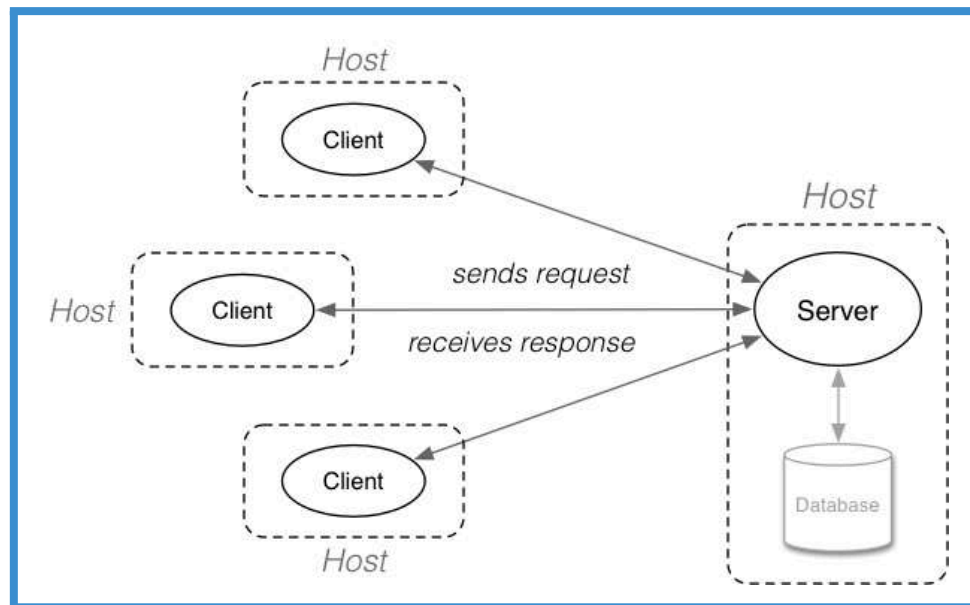 Host
Client
Host
sends request
Host
Client
Server
receives response
Client
Database
Host